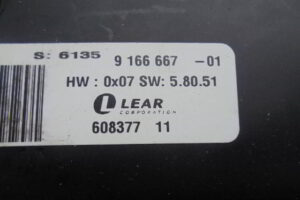 S: 6135 9 166 667 -01
HW : 0x07 SW: 5.80.51
LEAR
CORPORATION
608377 11